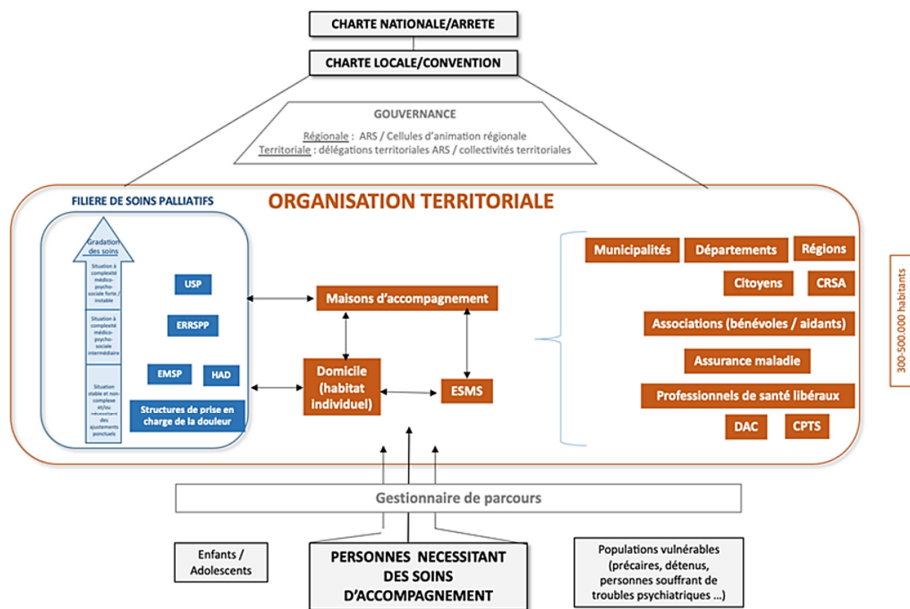 CHARTE NATIONALE/ARRETE
CHARTE LOCALE/CONVENTION
GOUVERNANCE
Régionale : ARS / Cellules d'animation régionale
Territoriale : délégations territoriales ARS / collectivités territoriales
ORGANISATION TERRITORIALE
FILIERE DE SOINS PALLIATIFS
Gradation
des soins
Situation à
complexité
médico-
psycho-
sociale forte /
instable
Situation à
complexité
médico-
psycho-
sociale
intermédiaire
Situation
stable et non-
complexe
et/ou
des
ajustements
ponctuels
USP
ERRSPP
EMSP
HAD
Structures de prise en
charge de la douleur
Maisons d'accompagnement
Domicile
(habitat
individuel)
ESMS
Municipalités
Départements
Régions
Citoyens
CRSA
Associations (bénévoles / aidants)
Assurance maladie
Professionnels de santé libéraux
DAC
CPTS
300-500.000 habitants
Gestionnaire de parcours
Enfants /
Adolescents
PERSONNES NECESSITANT
DES SOINS
D'ACCOMPAGNEMENT
Populations vulnérables
(précaires, détenus,
personnes souffrant de
troubles psychiatriques ...)